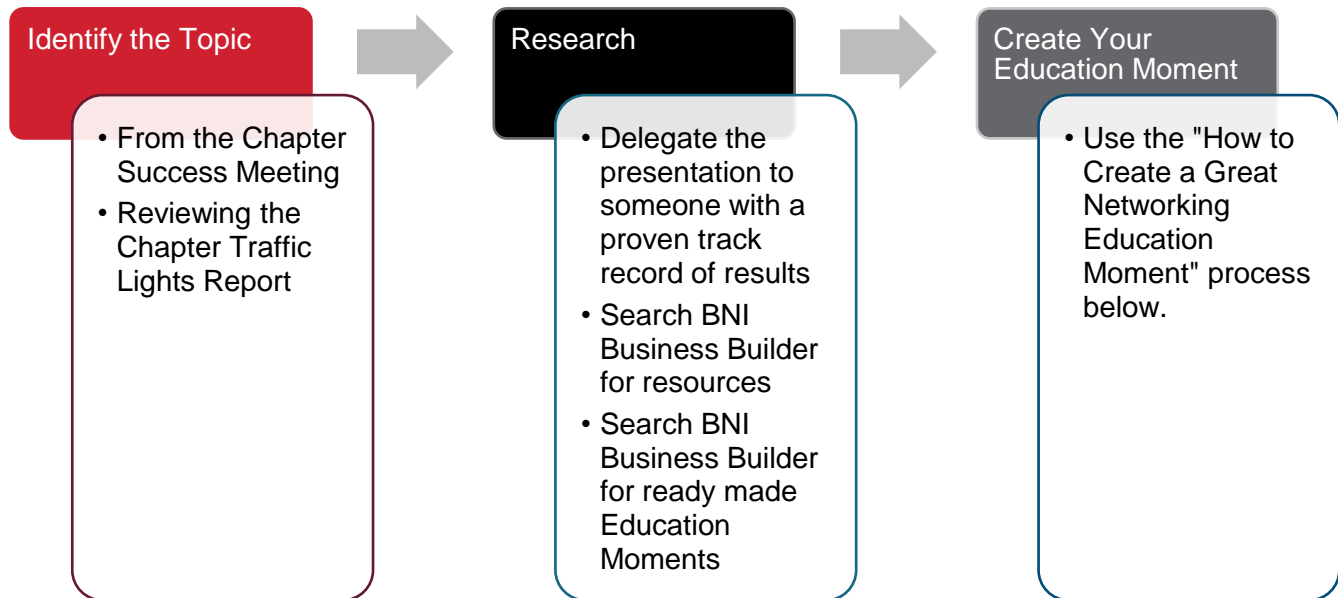 Identify the Topic
• From the Chapter
Success Meeting
• Reviewing the
Chapter Traffic
Lights Report
Research
• Delegate the
presentation to
someone with a
proven track
record of results
• Search BNI
Business Builder
for resources
• Search BNI
Business Builder
for ready made
Education
Moments
Create Your
Education Moment
• Use the "How to
Create a Great
Networking
Education
Moment" process
below.